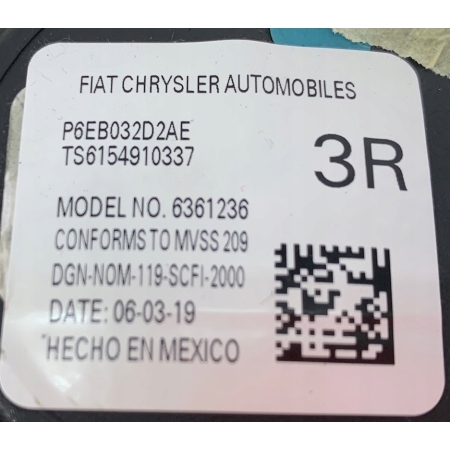 FIAT CHRYSLER AUTOMOBILES
P6EB032D2AE
TS6154910337
3R
MODEL NO. 6361236
CONFORMS TO MVSS 209
DGN-NOM-119-SCFI-2000
DATE: 06-03-19
HECHO EN MEXICO